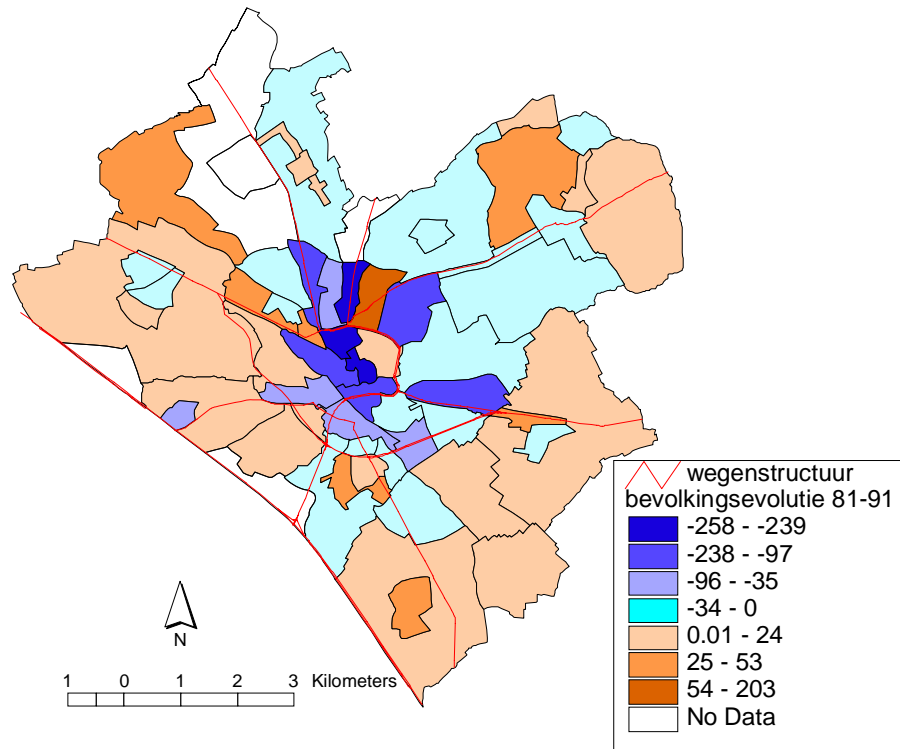 wegenstructuur
bevolkingsevolutie 81-91
-258 - -239
-238 - -97
-96 - -35
-34 - 0
0.01 - 24
25 - 53
54 - 203
No Data
N
1 0 1 2 3 Kilometers